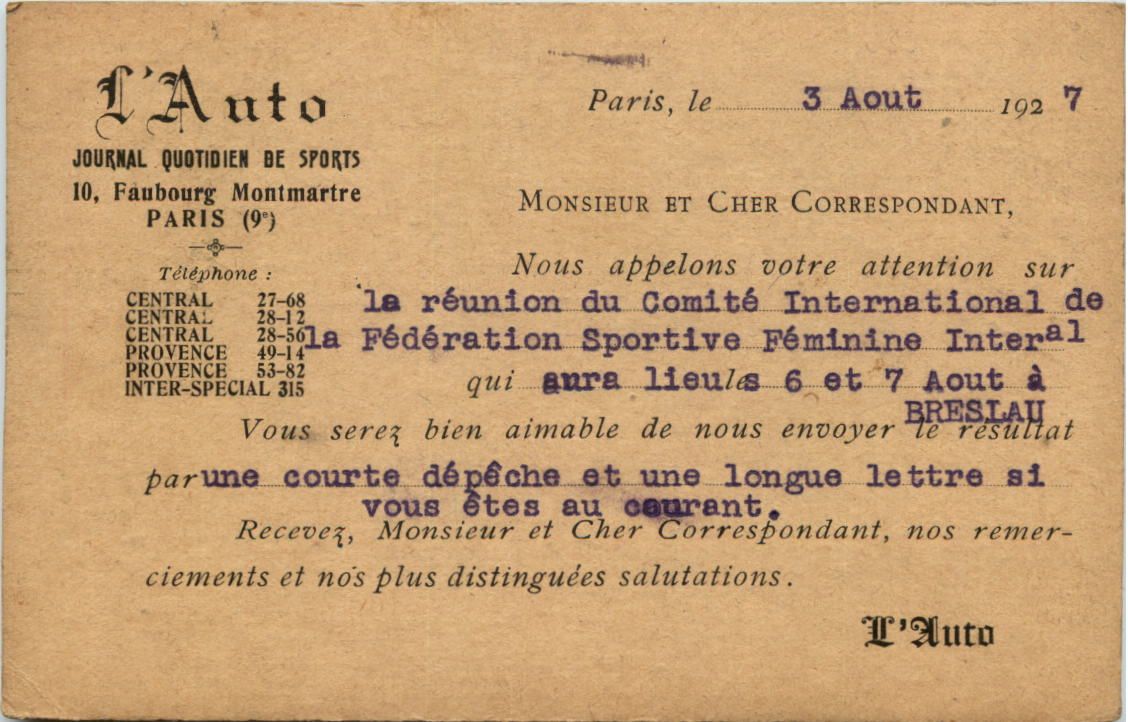 L'Auto
JOURNAL QUOTIDIEN DE SPORTS
10, Faubourg Montmartre
PARIS (9e)
Téléphone :
CENTRAL 27-68
CENTRAL 28-12
CENTRAL 28-56
PROVENCE 49-14
PROVENCE 53-82
INTER-SPECIAL 315
Paris, le 3 Aout 1927
MONSIEUR ET CHER CORRESPONDANT,
Nous appelons votre attention sur
la réunion du Comité International de
la Fédération Sportive Féminine Interal
qui aura lieu les 6 et 7 Aout à
BRESLAU
Vous serez bien aimable de nous envoyer le résultat
par une courte dépêche et une longue lettre si
vous êtes au courant.
Recevez, Monsieur et Cher Correspondant, nos remer-
ciements et nos plus distinguées salutations.
L'Auto